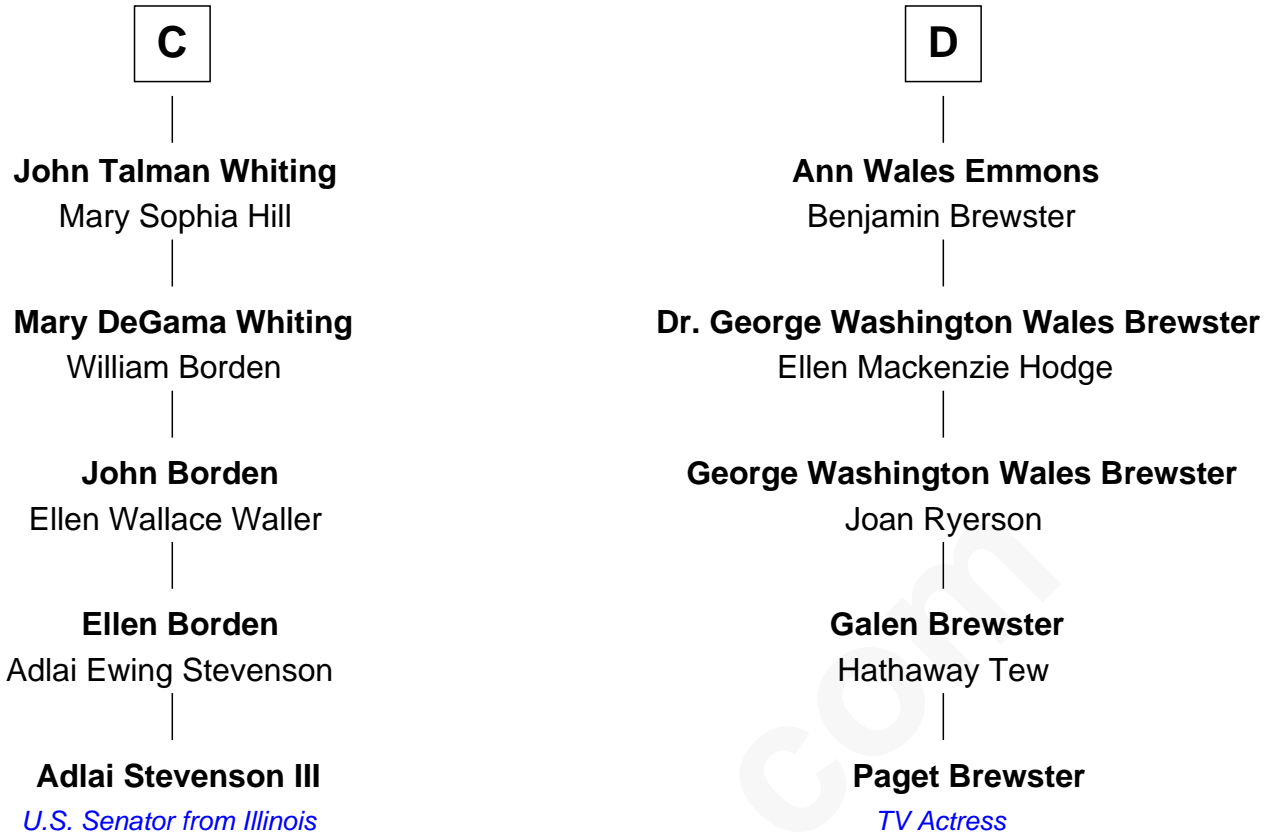 C
D
John Talman Whiting
Mary Sophia Hill
Ann Wales Emmons
Benjamin Brewster
Mary DeGama Whiting
William Borden
Dr. George Washington Wales Brewster
Ellen Mackenzie Hodge
John Borden
Ellen Wallace Waller
George Washington Wales Brewster
Joan Ryerson
Ellen Borden
Adlai Ewing Stevenson
Galen Brewster
Hathaway Tew
Adlai Stevenson III
U.S. Senator from Illinois
Paget Brewster
TV Actress
com